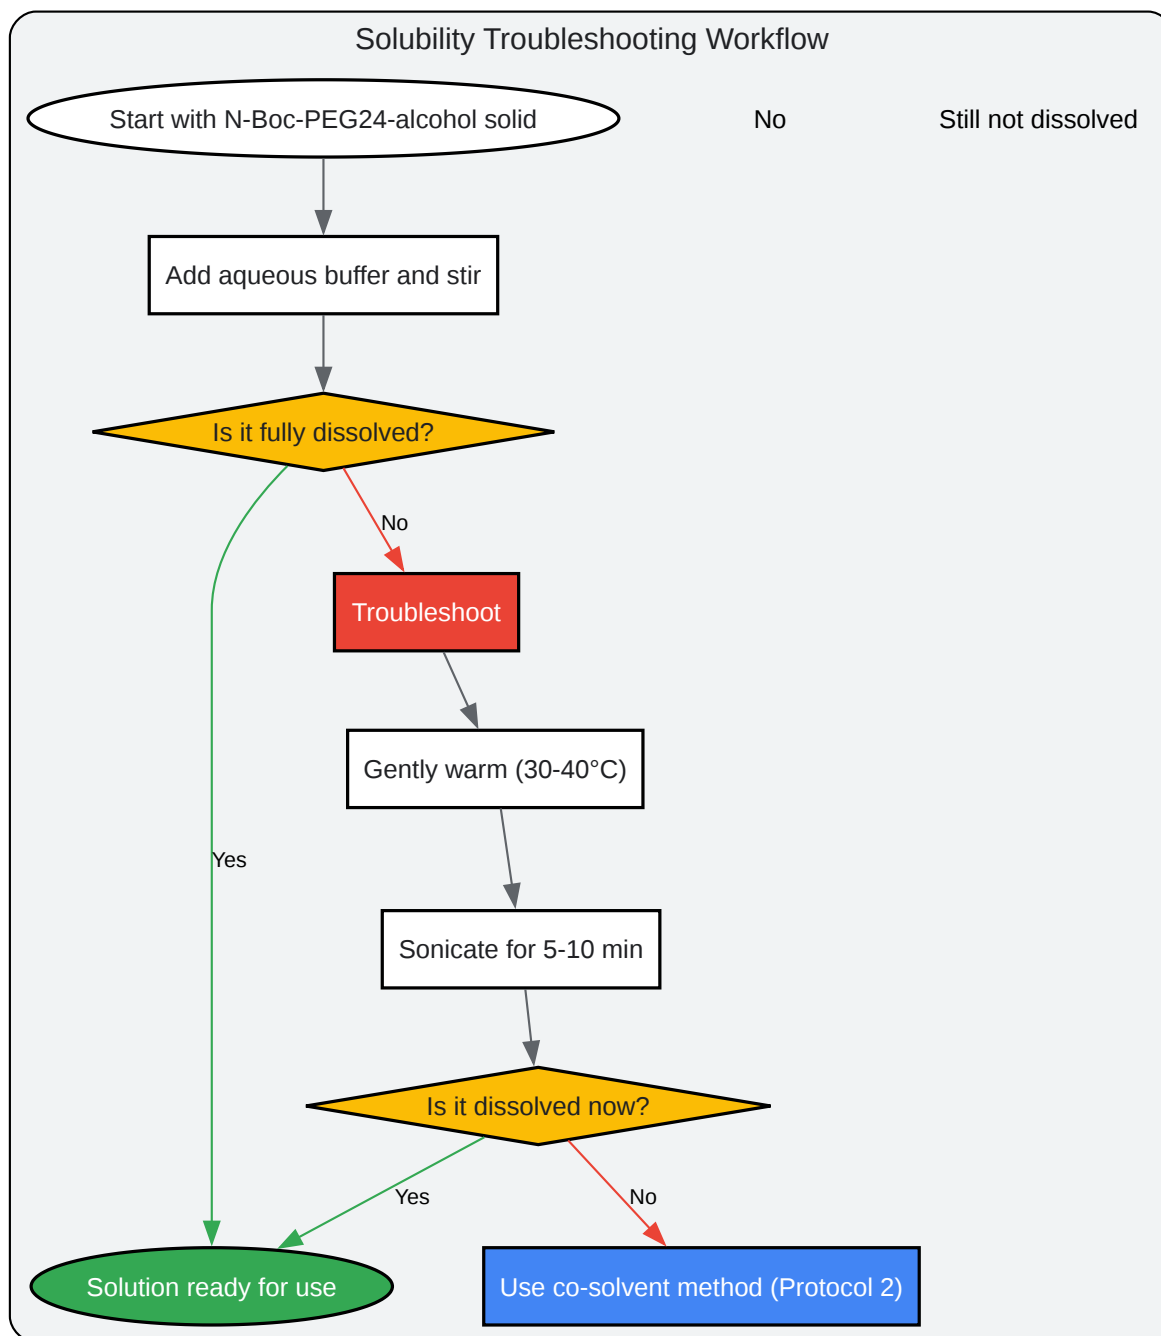 Solubility Troubleshooting Workflow
Start with N-Boc-PEG24-alcohol solid
No
Still not dissolved
Add aqueous buffer and stir
Is it fully dissolved?
No
Troubleshoot
Gently warm (30-40°C)
Yes
Sonicate for 5-10 min
Is it dissolved now?
Yes
No
Solution ready for use
Use co-solvent method (Protocol 2)